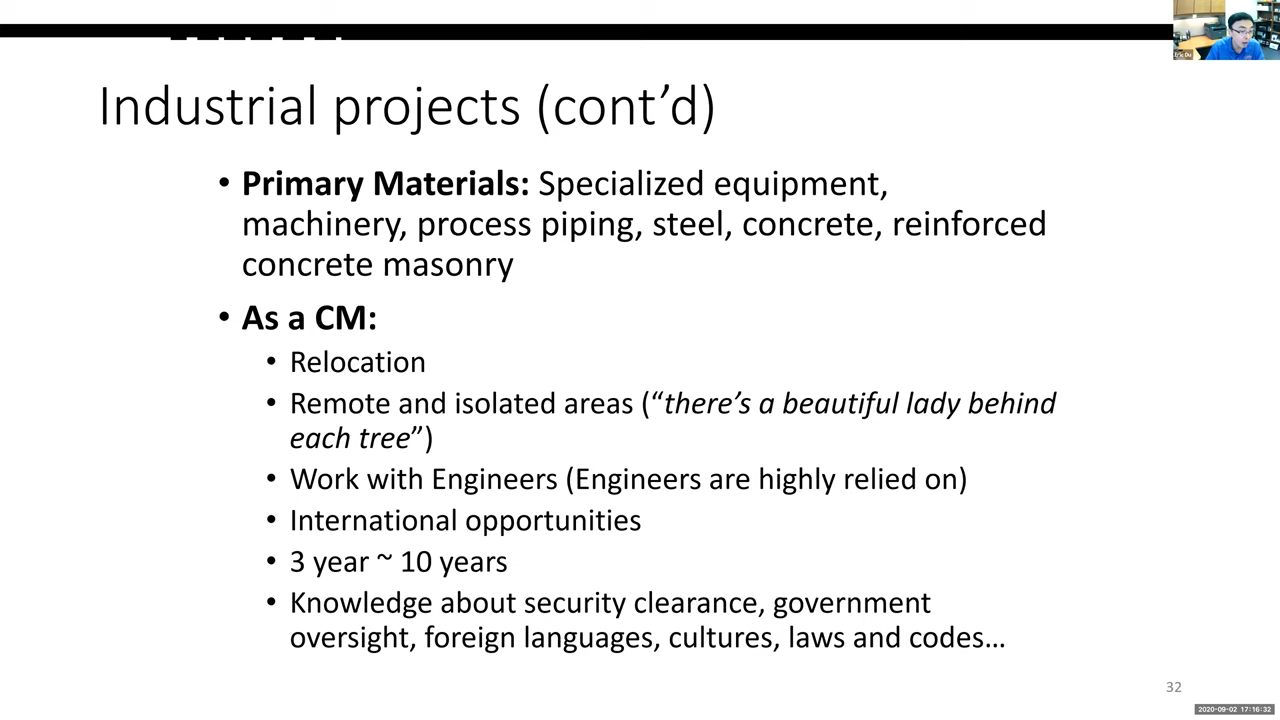 Eric Du
Industrial projects (cont’d)
• Primary Materials: Specialized equipment,
machinery, process piping, steel, concrete, reinforced
concrete masonry
• As a CM:
• Relocation
• Remote and isolated areas (“there’s a beautiful lady behind
each tree”)
• Work with Engineers (Engineers are highly relied on)
• International opportunities
• 3 year ~ 10 years
• Knowledge about security clearance, government
oversight, foreign languages, cultures, laws and codes…
32
2020-09-02 17:16:32